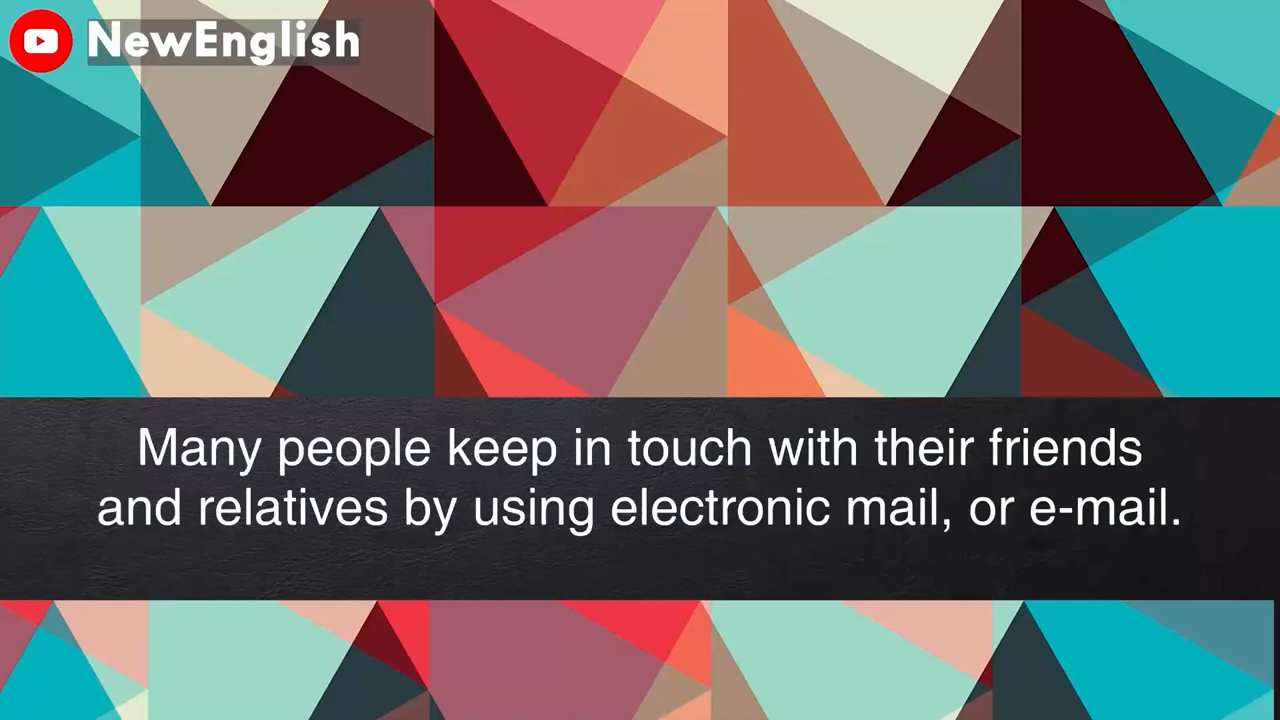 NewEnglish
Many people keep in touch with their friends
and relatives by using electronic mail, or e-mail.